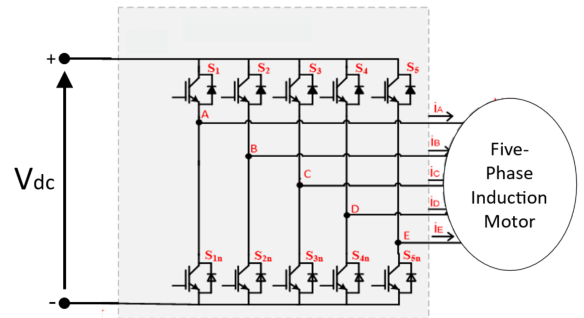 +
S1 S2 S3 S4 S5
A
iA
B
iB
Vdc
C
iC
D
iD
E
iE
Five-
Phase
Induction
Motor
S1n S2n S3n S4n S5n
-